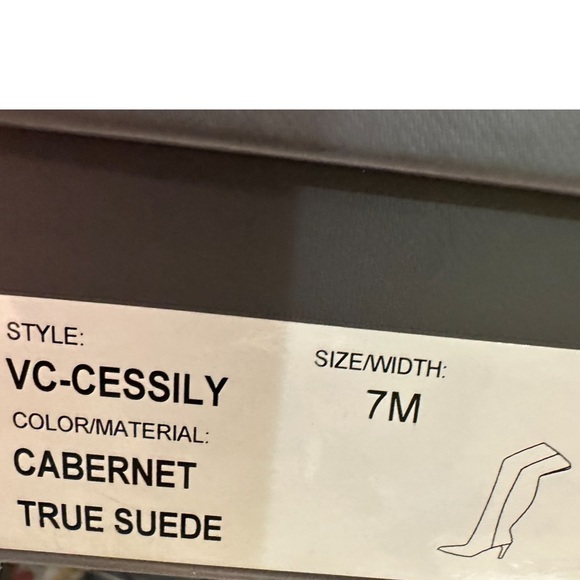 STYLE:
VC-CESSILY
COLOR/MATERIAL:
CABERNET
TRUE SUEDE
SIZE/WIDTH:
7M